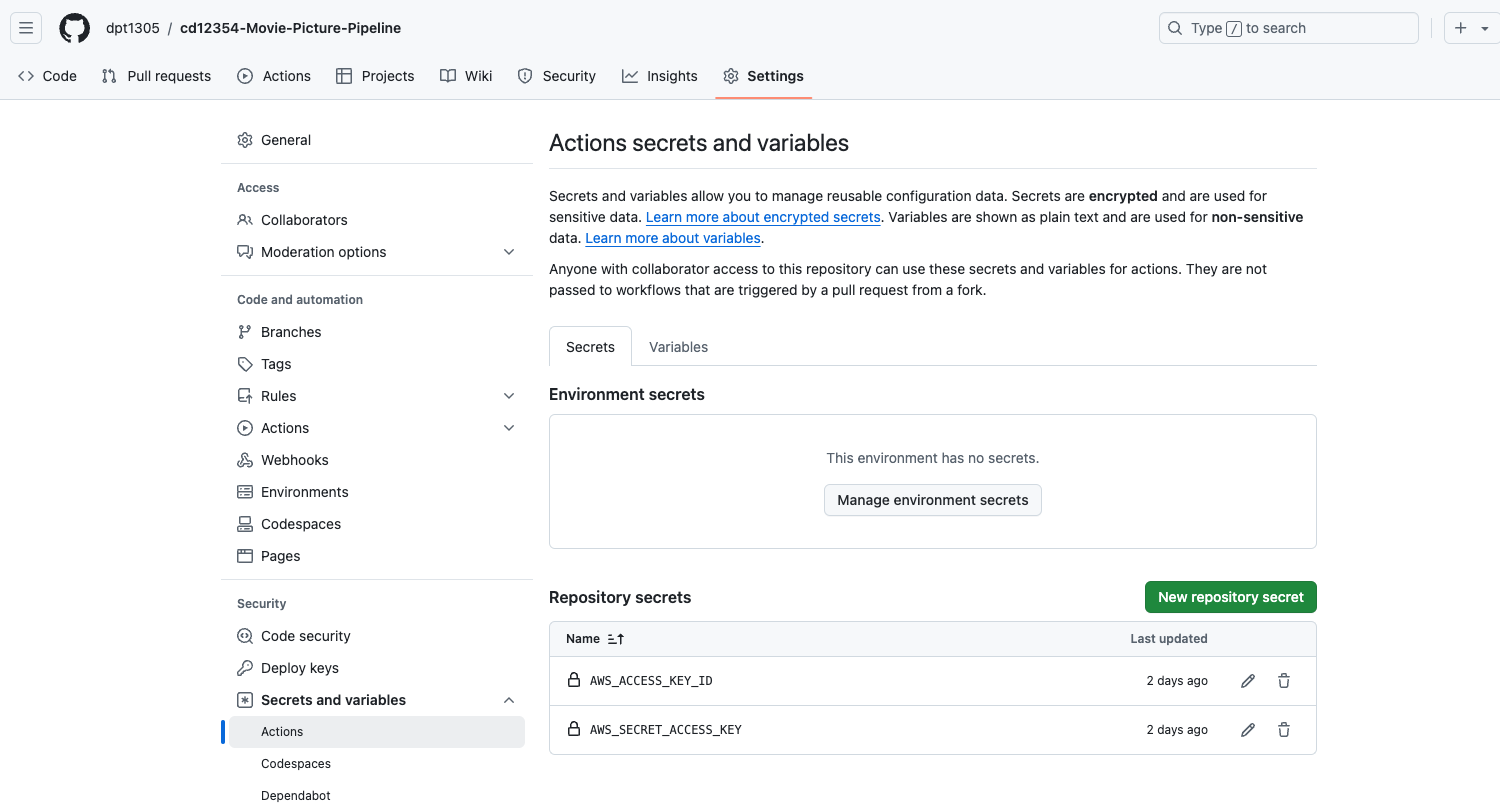 dpt1305 / cd12354-Movie-Picture-Pipeline
Type / to search
Code
Pull requests
Actions
Projects
Wiki
Security
Insights
Settings
General
Access
Collaborators
Moderation options
Code and automation
Branches
Tags
Rules
Actions
Webhooks
Environments
Codespaces
Pages
Security
Code security
Deploy keys
Secrets and variables
Actions
Codespaces
Dependabot
Actions secrets and variables
Secrets and variables allow you to manage reusable configuration data. Secrets are encrypted and are used for
sensitive data. Learn more about encrypted secrets. Variables are shown as plain text and are used for non-sensitive
data. Learn more about variables.
Anyone with collaborator access to this repository can use these secrets and variables for actions. They are not
passed to workflows that are triggered by a pull request from a fork.
Secrets
Variables
Environment secrets
This environment has no secrets.
Manage environment secrets
Repository secrets
New repository secret
Name
Last updated
AWS_ACCESS_KEY_ID
2 days ago
AWS_SECRET_ACCESS_KEY
2 days ago